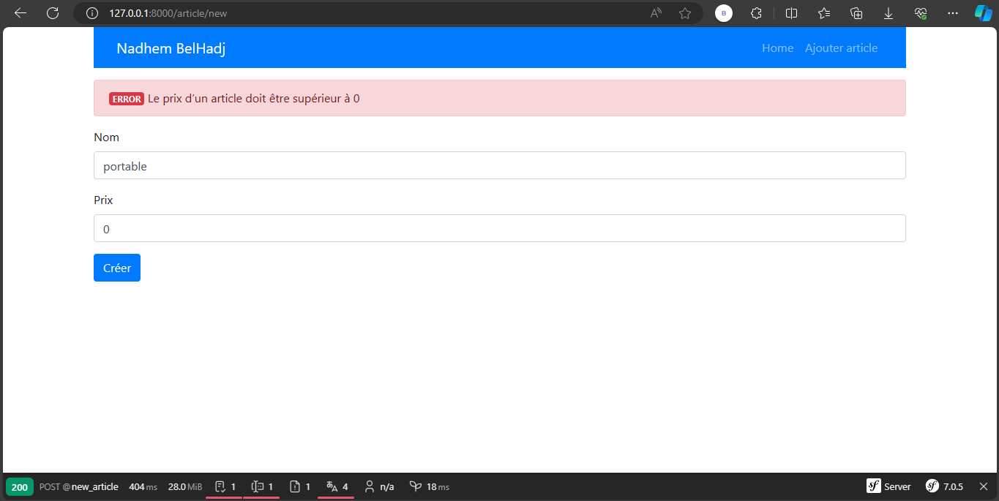 127.0.0.1:8000/article/new
B
Nadhem BelHadj
Home Ajouter article
ERROR Le prix d'un article doit être supérieur à 0
Nom
portable
Prix
0
Créer
200 POST @new_article 404 ms 28.0 MiB 1 1 1 4 n/a 18 ms sf Server sf 7.0.5